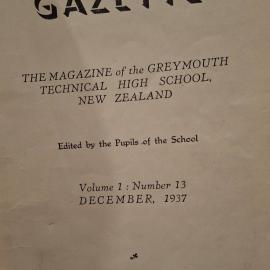 GAZETTE
THE MAGAZINE of the GREYMOUTH
TECHNICAL HIGH SCHOOL,
NEW ZEALAND
Edited by the Pupils of the School
Volume 1 : Number 13
DECEMBER, 1937